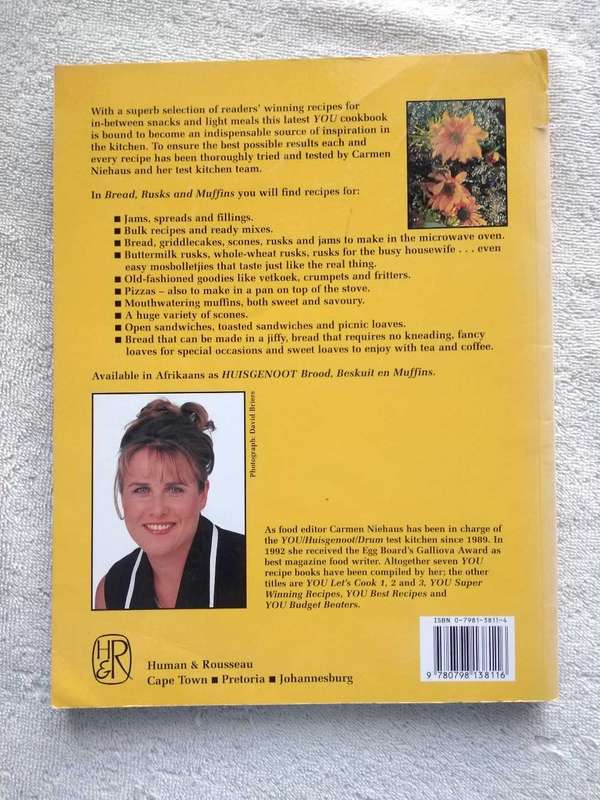 With a superb selection of readers' winning recipes for
in-between snacks and light meals this latest YOU cookbook
is bound to become an indispensable source of inspiration in
the kitchen. To ensure the best possible results each and
every recipe has been thoroughly tried and tested by Carmen
Niehaus and her test kitchen team.
In Bread, Rusks and Muffins you will find recipes for:
■ Jams, spreads and fillings.
■ Bulk recipes and ready mixes.
■ Bread, griddlecakes, scones, rusks and jams to make in the microwave oven.
■ Buttermilk rusks, whole-wheat rusks, rusks for the busy housewife . . . even
easy mosbolletjies that taste just like the real thing.
■ Old-fashioned goodies like vetkoek, crumpets and fritters.
■ Pizzas – also to make in a pan on top of the stove.
■ Mouthwatering muffins, both sweet and savoury.
■ A huge variety of scones.
■ Open sandwiches, toasted sandwiches and picnic loaves.
■ Bread that can be made in a jiffy, bread that requires no kneading, fancy
loaves for special occasions and sweet loaves to enjoy with tea and coffee.
Available in Afrikaans as HUISGENOOT Brood, Beskuit en Muffins.
Photograph: David Briers
As food editor Carmen Niehaus has been in charge of
the YOU/Huisgenoot/Drum test kitchen since 1989. In
1992 she received the Egg Board's Galliova Award as
best magazine food writer. Altogether seven YOU
recipe books have been compiled by her; the other
titles are YOU Let's Cook 1, 2 and 3, YOU Super
Winning Recipes, YOU Best Recipes and
YOU Budget Beaters.
ISBN 0-7981-3811-4
9 780798 138116
H&R
Human & Rousseau
Cape Town ■ Pretoria ■ Johannesburg